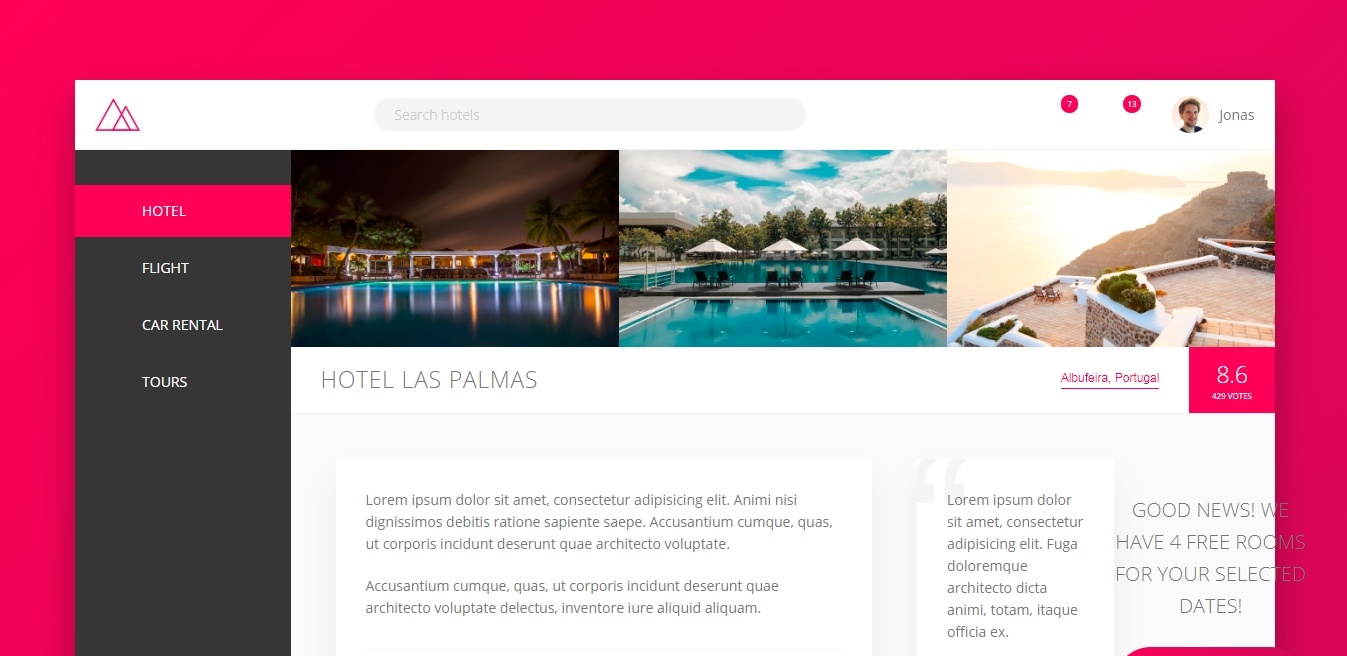 Search hotels
7
13
Jonas
HOTEL
FLIGHT
CAR RENTAL
TOURS
HOTEL LAS PALMAS
Albufeira, Portugal
8.6
429 VOTES
Lorem ipsum dolor sit amet, consectetur adipisicing elit. Animi nisi
dignissimos debitis ratione sapiente saepe. Accusantium cumque, quas,
ut corporis incidunt deserunt quae architecto voluptate.
Accusantium cumque, quas, ut corporis incidunt deserunt quae
architecto voluptate delectus, inventore iure aliquid aliquam.
“
Lorem ipsum dolor
sit amet, consectetur
adipisicing elit. Fuga
doloremque
architecto dicta
animi, totam, itaque
officia ex.
GOOD NEWS! WE
HAVE 4 FREE ROOMS
FOR YOUR SELECTED
DATES!